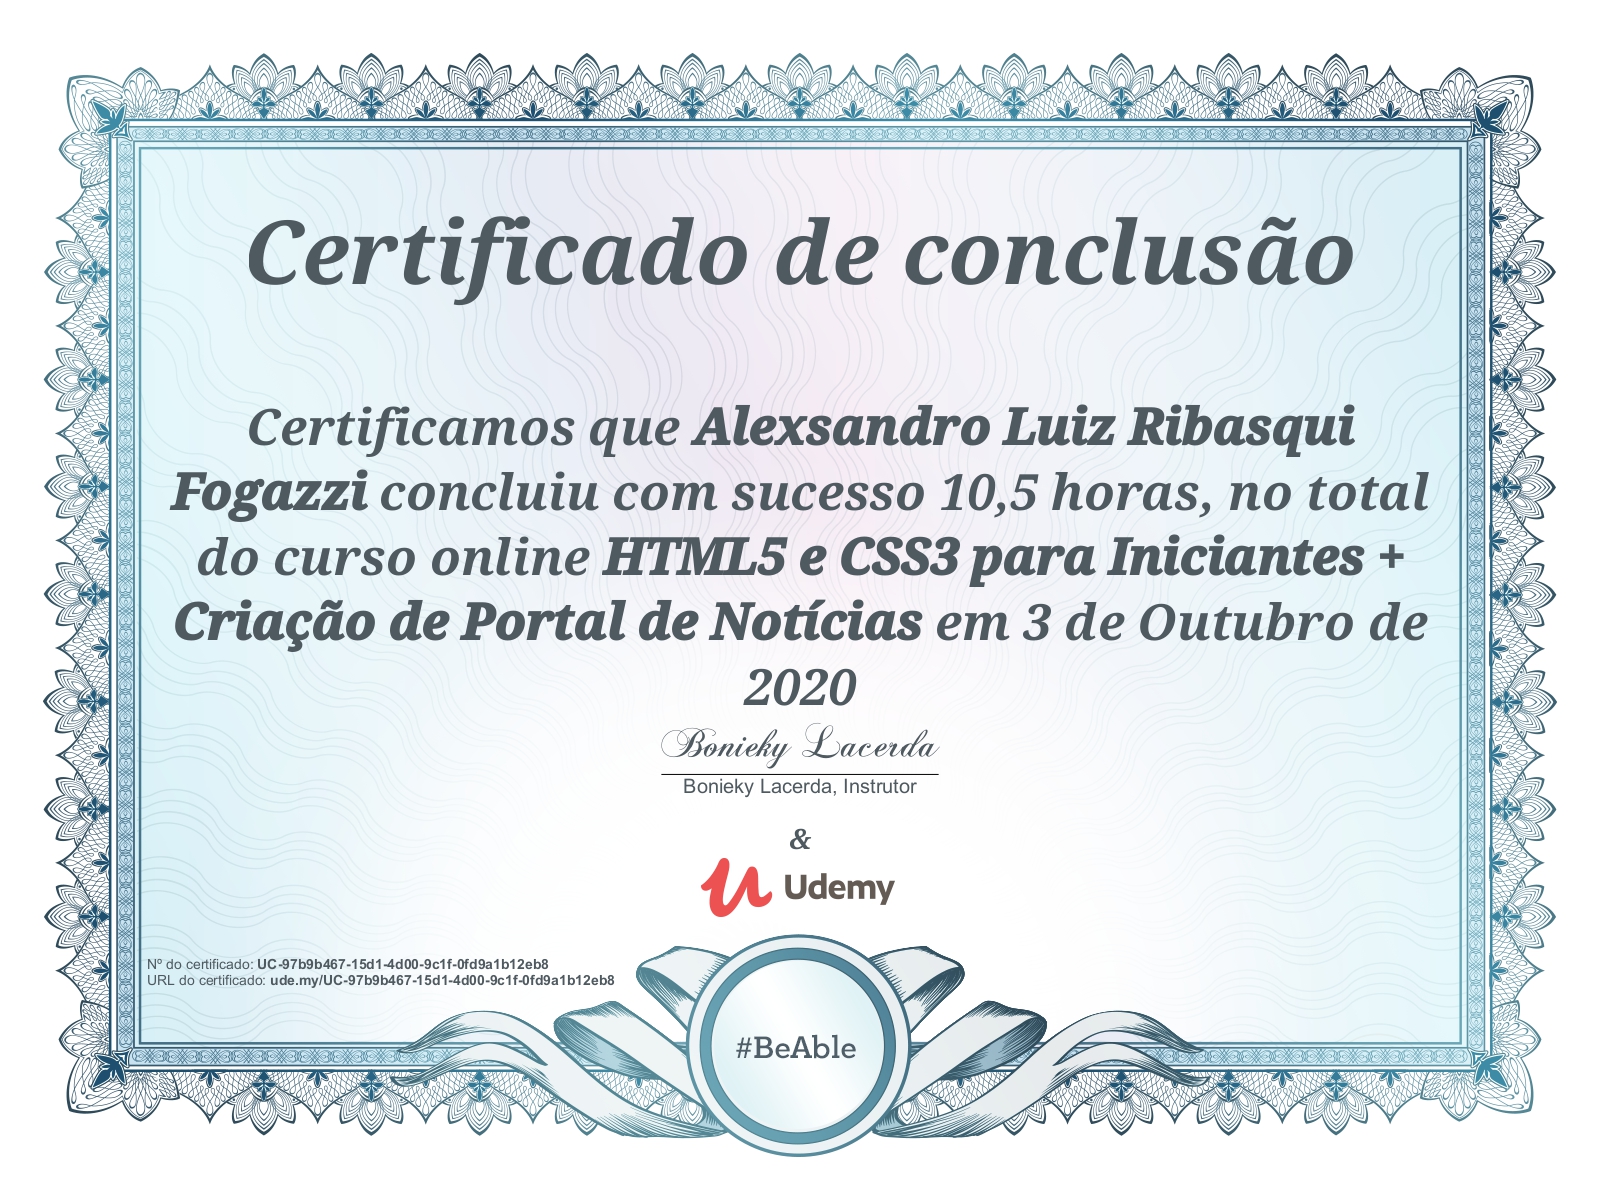 Certificado de conclusão
Certificamos que Alexsandro Luiz Ribasqui
Fogazzi concluiu com sucesso 10,5 horas, no total
do curso online HTML5 e CSS3 para Iniciantes +
Criação de Portal de Notícias em 3 de Outubro de
2020
Bonieky Lacerda
Bonieky Lacerda, Instrutor
&
Udemy
Nº do certificado: UC-97b9b467-15d1-4d00-9c1f-0fd9a1b12eb8
URL do certificado: ude.my/UC-97b9b467-15d1-4d00-9c1f-0fd9a1b12eb8
#BeAble